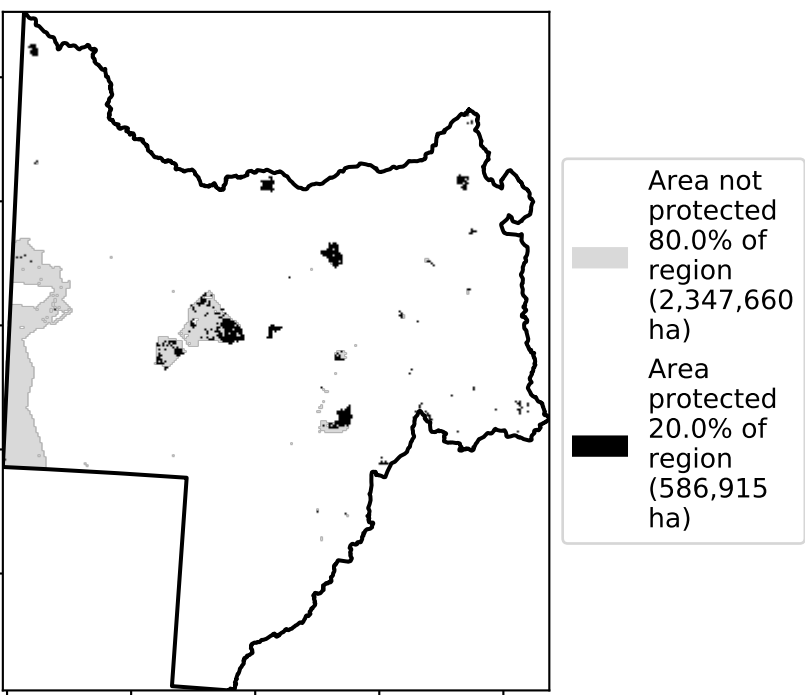 Area not
protected
80.0% of
region
(2,347,660
ha)
Area
protected
20.0% of
region
(586,915
ha)